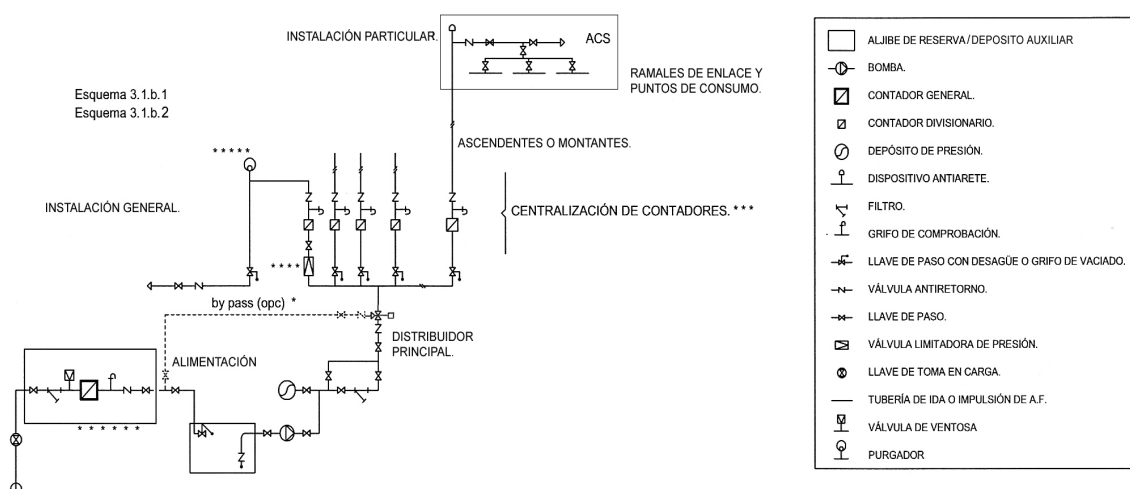 INSTALACIÓN PARTICULAR.
ACS
RAMALES DE ENLACE Y
PUNTOS DE CONSUMO.
Esquema 3.1.b.1
Esquema 3.1.b.2
ASCENDENTES O MONTANTES.
* * * * *
INSTALACIÓN GENERAL.
CENTRALIZACIÓN DE CONTADORES. * * *
* * * *
by pass (opc) *
DISTRIBUIDOR
PRINCIPAL.
ALIMENTACIÓN
* * * * * *
ALJIBE DE RESERVA/DEPOSITO AUXILIAR
BOMBA.
CONTADOR GENERAL.
CONTADOR DIVISIONARIO.
DEPÓSITO DE PRESIÓN.
DISPOSITIVO ANTIARETE.
FILTRO.
GRIFO DE COMPROBACIÓN.
LLAVE DE PASO CON DESAGÜE O GRIFO DE VACIADO.
VÁLVULA ANTIRETORNO.
LLAVE DE PASO.
VÁLVULA LIMITADORA DE PRESIÓN.
LLAVE DE TOMA EN CARGA.
TUBERÍA DE IDA O IMPULSIÓN DE A.F.
VÁLVULA DE VENTOSA
PURGADOR